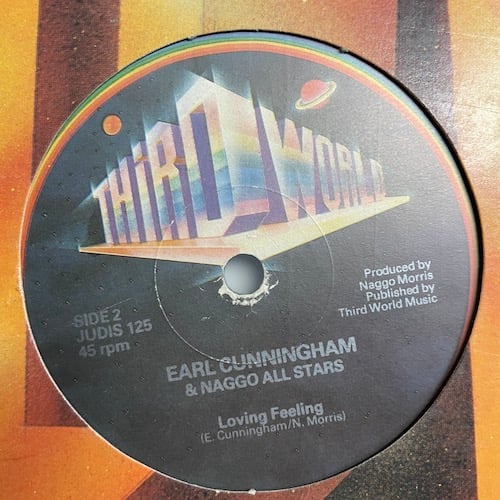 THiRD WORLD
SIDE 2
JUDIS 125
45 rpm
Produced by
Naggo Morris
Published by
Third World Music
EARL CUNNINGHAM
& NAGGO ALL STARS
Loving Feeling
(E. Cunningham/N. Morris)